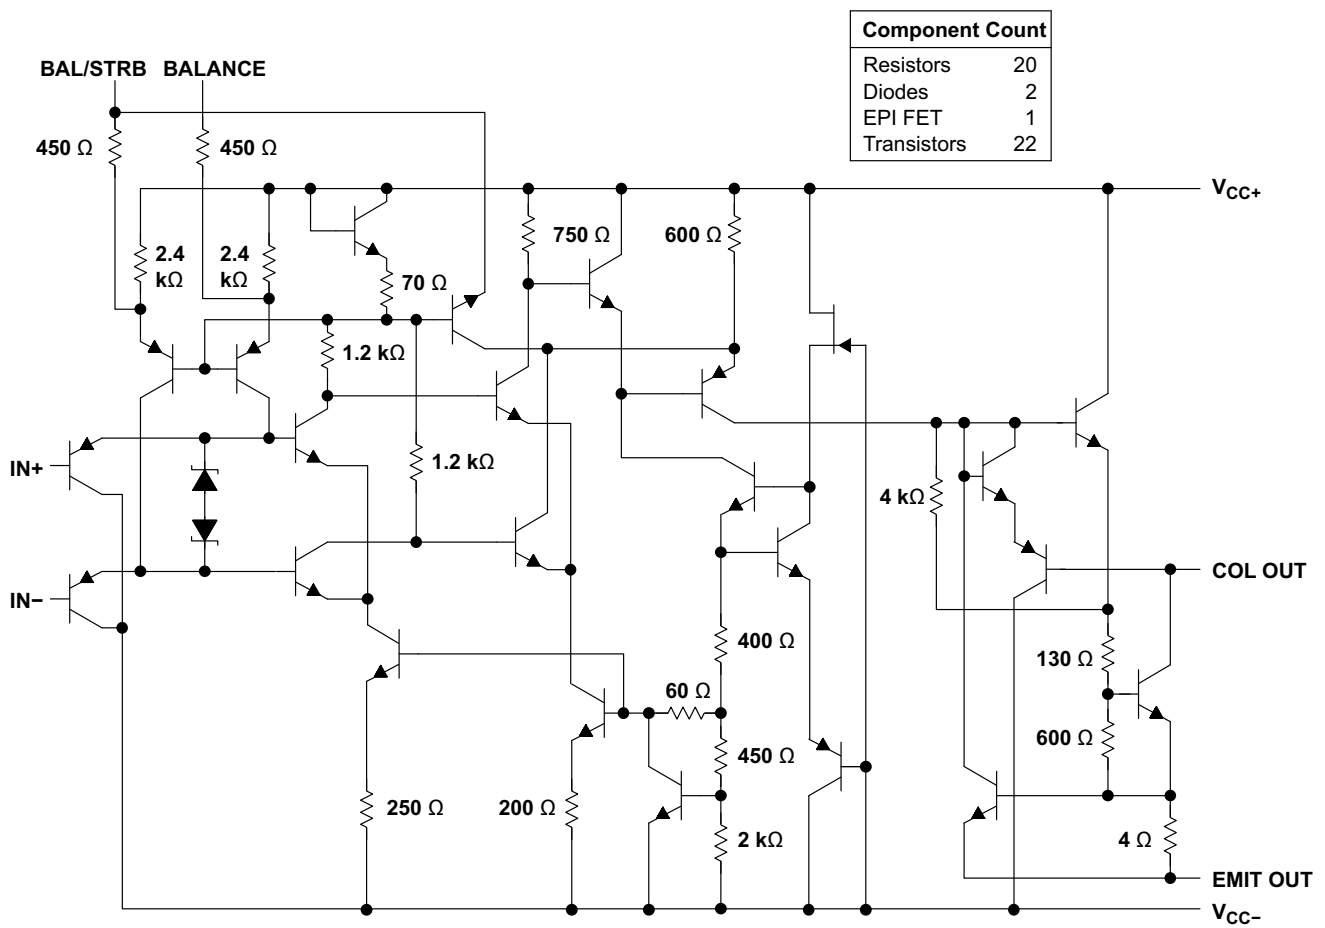 Component Count
Resistors 20
Diodes 2
EPI FET 1
Transistors 22
BAL/STRB BALANCE
450 Ω 450 Ω
VCC+
2.4 kΩ
2.4 kΩ
70 Ω
750 Ω
600 Ω
1.2 kΩ
IN+
1.2 kΩ
4 kΩ
COL OUT
IN−
400 Ω
130 Ω
60 Ω
450 Ω
600 Ω
250 Ω
200 Ω
2 kΩ
4 Ω
EMIT OUT
VCC−